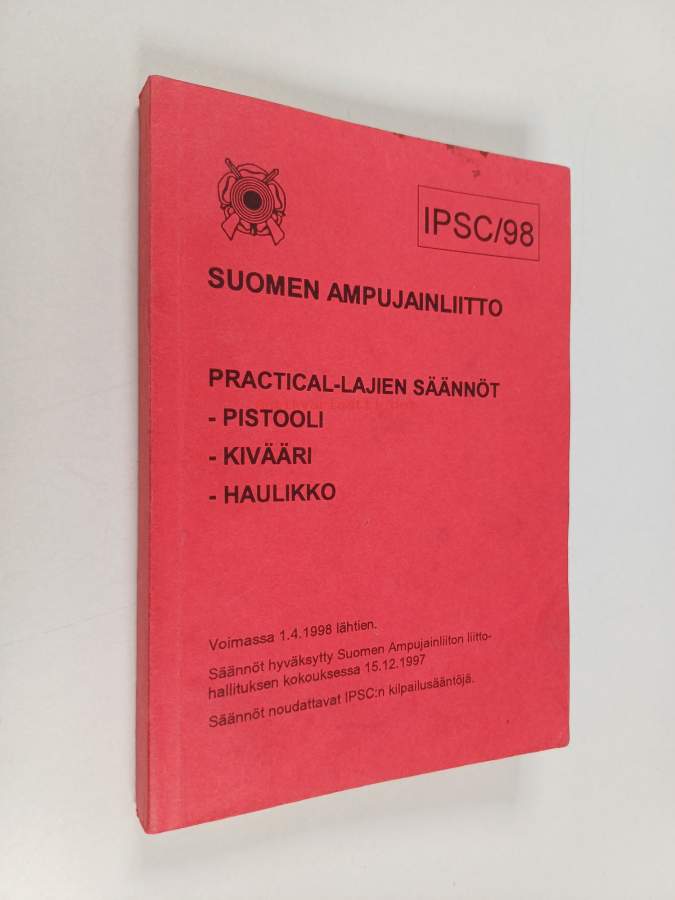 IPSC/98
SUOMEN AMPUJAINLIITTO
PRACTICAL-LAJIEN SÄÄNNÖT
- PISTOOLI
- KIVÄÄRI
- HAULIKKO
Voimassa 1.4.1998 lähtien.
Säännöt hyväksytty Suomen Ampujainliiton liitto-
hallituksen kokouksessa 15.12.1997
Säännöt noudattavat IPSC:n kilpailusääntöjä.